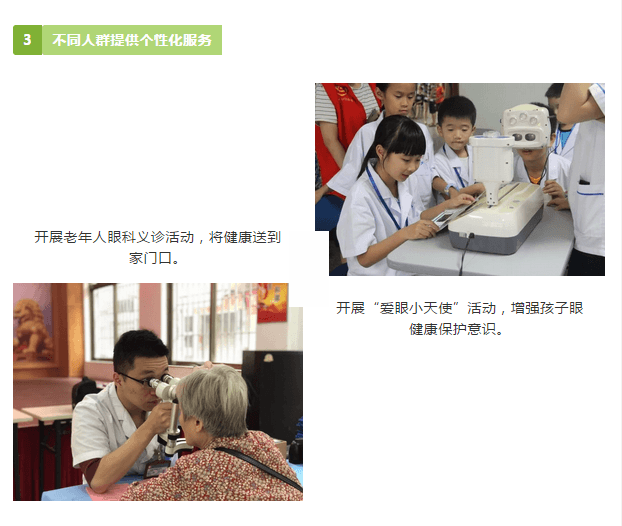 3 不同人群提供个性化服务
开展老年人眼科义诊活动，将健康送到
家门口。
开展“爱眼小天使”活动，增强孩子眼
健康保护意识。